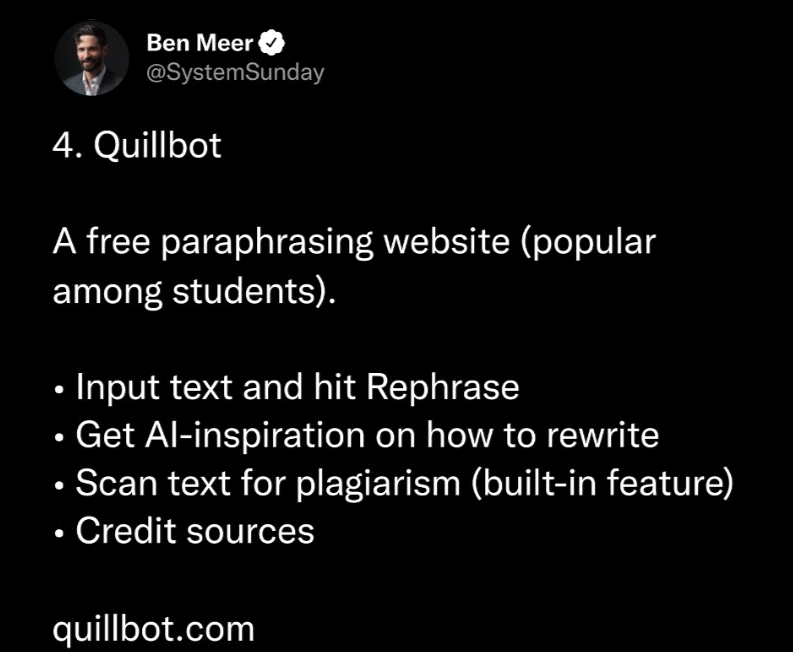 Ben Meer
@SystemSunday
4. Quillbot
A free paraphrasing website (popular
among students).
• Input text and hit Rephrase
• Get AI-inspiration on how to rewrite
• Scan text for plagiarism (built-in feature)
• Credit sources
quillbot.com